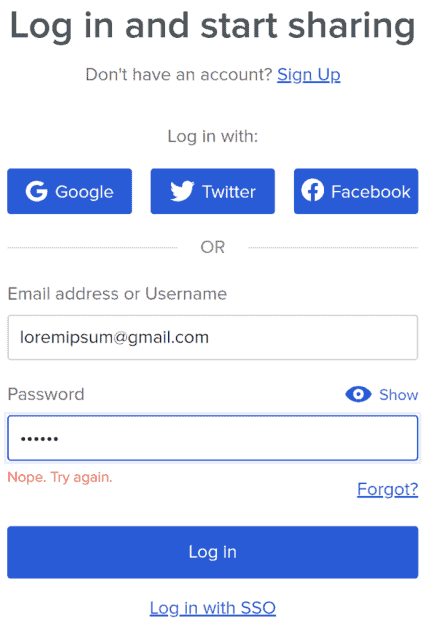 Log in and start sharing
Don't have an account? Sign Up
Log in with:
Google Twitter Facebook
OR
Email address or Username
loremipsum@gmail.com
Password Show
••••••
Nope. Try again.
Forgot?
Log in
Log in with SSO